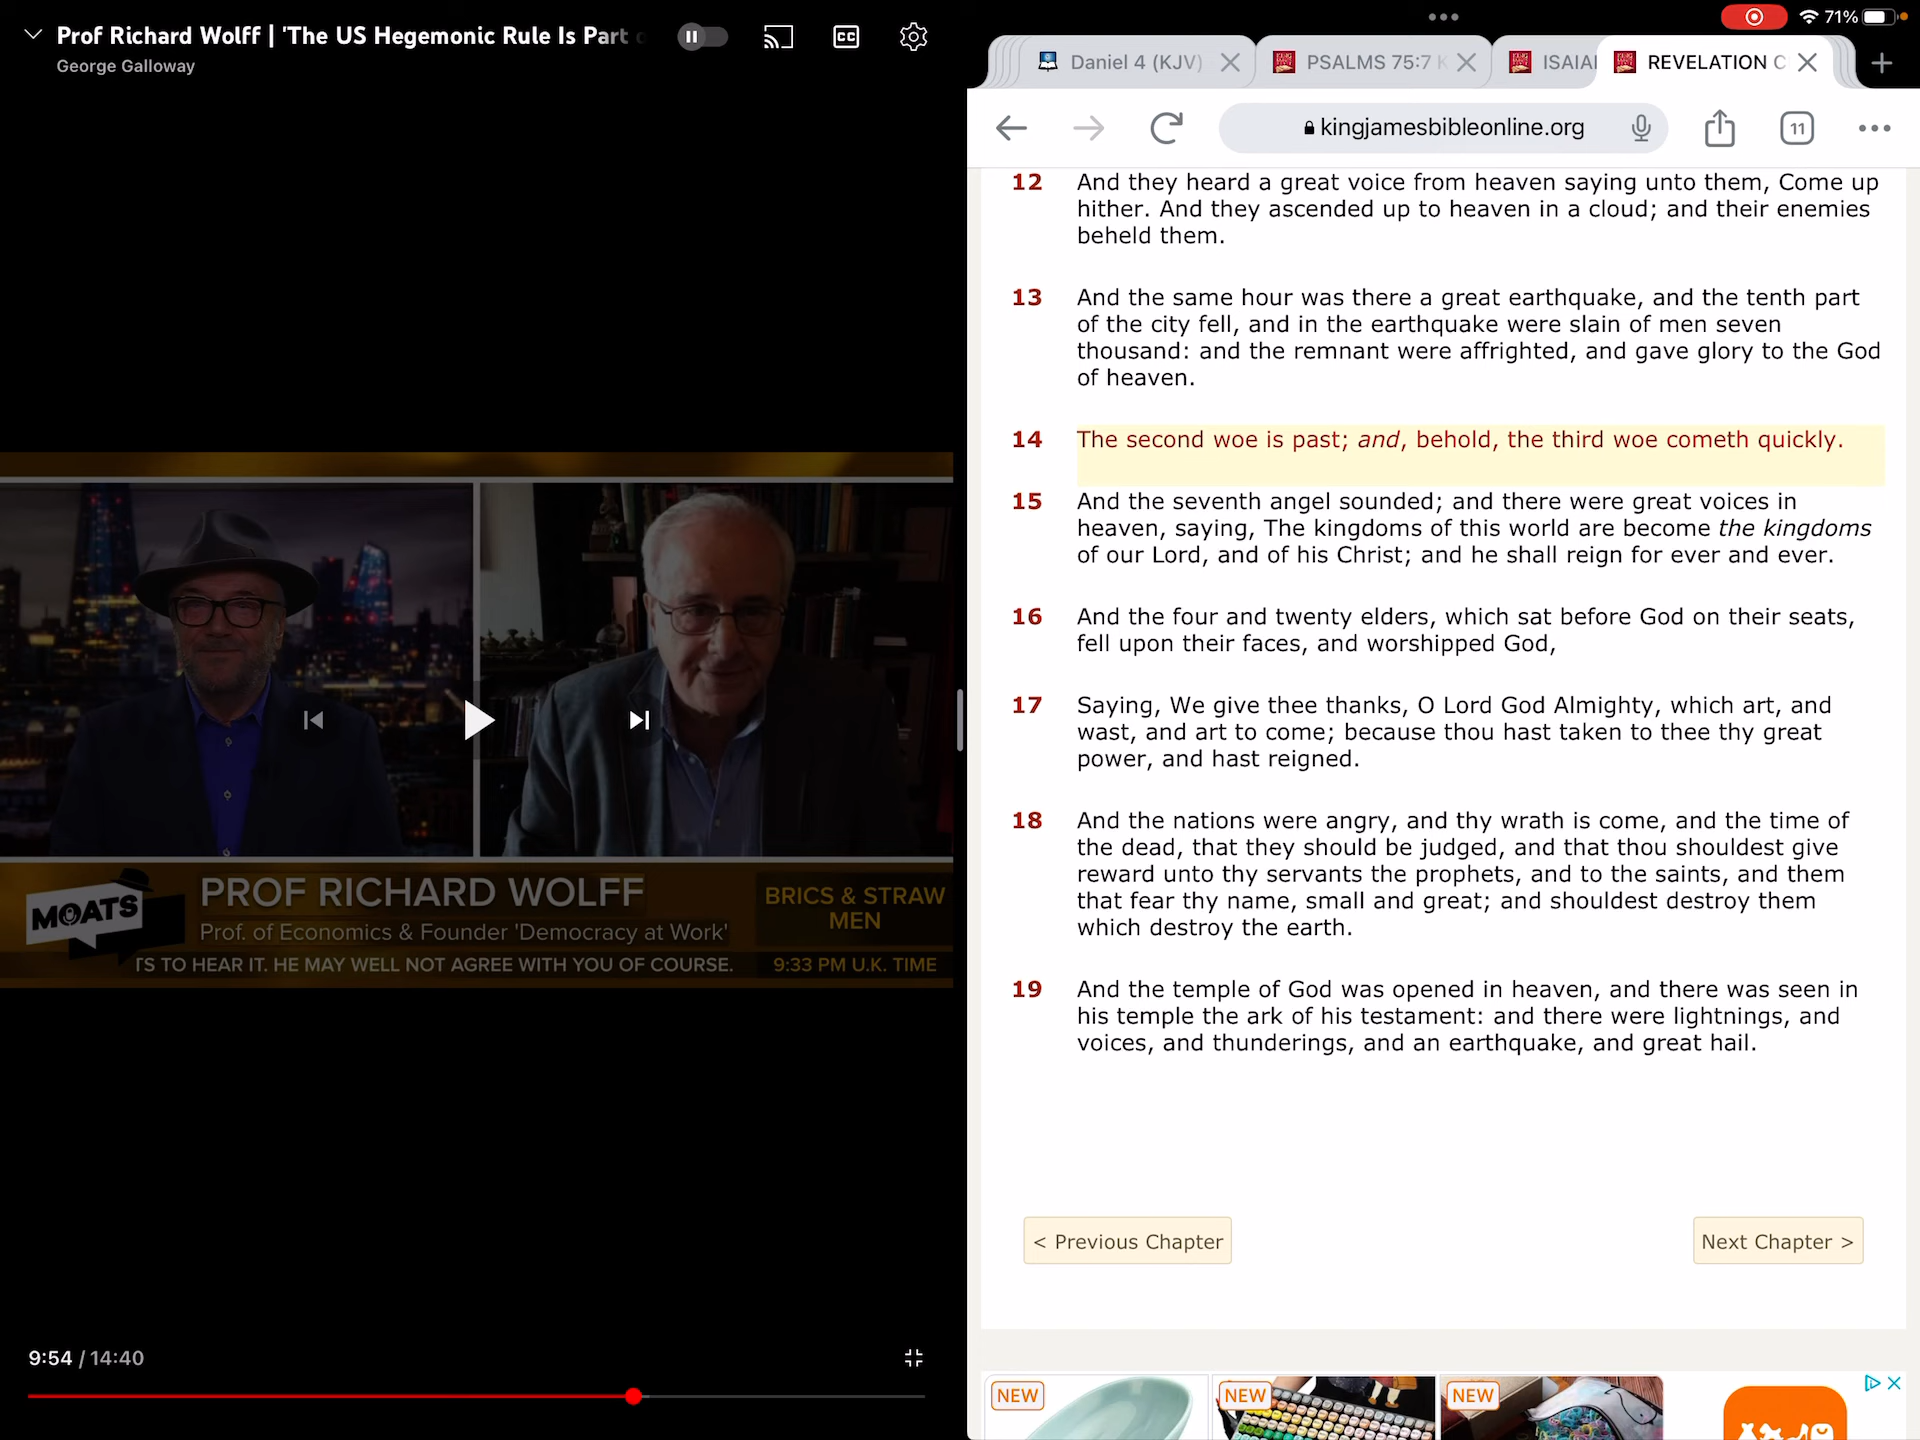 Prof Richard Wolff | 'The US Hegemonic Rule Is Part
George Galloway
CC
MOATS
PROF RICHARD WOLFF
Prof. of Economics & Founder 'Democracy at Work'
BRICS & STRAW
MEN
TS TO HEAR IT. HE MAY WELL NOT AGREE WITH YOU OF COURSE.
9:33 PM U.K. TIME
9:54 / 14:40
71%
Daniel 4 (KJV)
PSALMS 75:7 K
ISAIAH
REVELATION C
kingjamesbibleonline.org
11
12 And they heard a great voice from heaven saying unto them, Come up
hither. And they ascended up to heaven in a cloud; and their enemies
beheld them.
13 And the same hour was there a great earthquake, and the tenth part
of the city fell, and in the earthquake were slain of men seven
thousand: and the remnant were affrighted, and gave glory to the God
of heaven.
14 The second woe is past; and, behold, the third woe cometh quickly.
15 And the seventh angel sounded; and there were great voices in
heaven, saying, The kingdoms of this world are become the kingdoms
of our Lord, and of his Christ; and he shall reign for ever and ever.
16 And the four and twenty elders, which sat before God on their seats,
fell upon their faces, and worshipped God,
17 Saying, We give thee thanks, O Lord God Almighty, which art, and
wast, and art to come; because thou hast taken to thee thy great
power, and hast reigned.
18 And the nations were angry, and thy wrath is come, and the time of
the dead, that they should be judged, and that thou shouldest give
reward unto thy servants the prophets, and to the saints, and them
that fear thy name, small and great; and shouldest destroy them
which destroy the earth.
19 And the temple of God was opened in heaven, and there was seen in
his temple the ark of his testament: and there were lightnings, and
voices, and thunderings, and an earthquake, and great hail.
< Previous Chapter
Next Chapter >
NEW
NEW
NEW